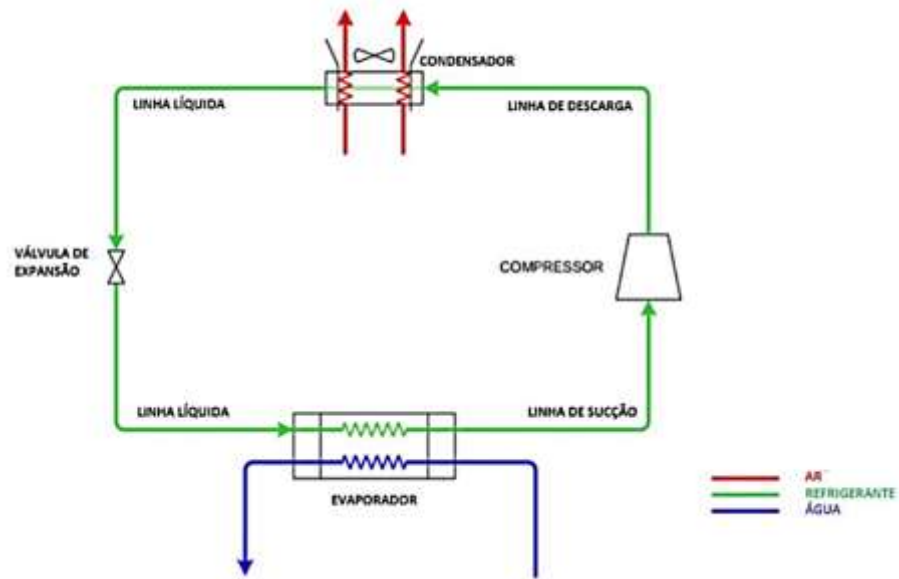 CONDENSADOR
LINHA LÍQUIDA
LINHA DE DESCARGA
VÁLVULA DE
EXPANSÃO
COMPRESSOR
LINHA LÍQUIDA
LINHA DE SUCÇÃO
EVAPORADOR
AR
REFRIGERANTE
ÁGUA